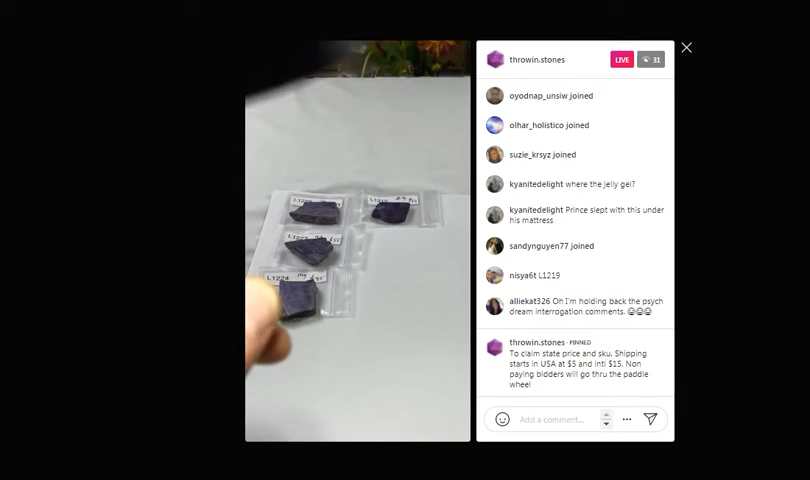 throwin.stones
LIVE
31
oyodnap_unsiw joined
olhar_holistico joined
suzie_krsyz joined
kyanitedelight where the jelly gel?
kyanitedelight Prince slept with this under
his mattress
sandynguyen77 joined
nisya6t L1219
alliekat326 Oh I'm holding back the psych
dream interrogation comments.
throwin.stones · PINNED
To claim state price and sku. Shipping
starts in USA at $5 and intl $15. Non
paying bidders will go thru the paddle
wheel
Add a comment...
L1224